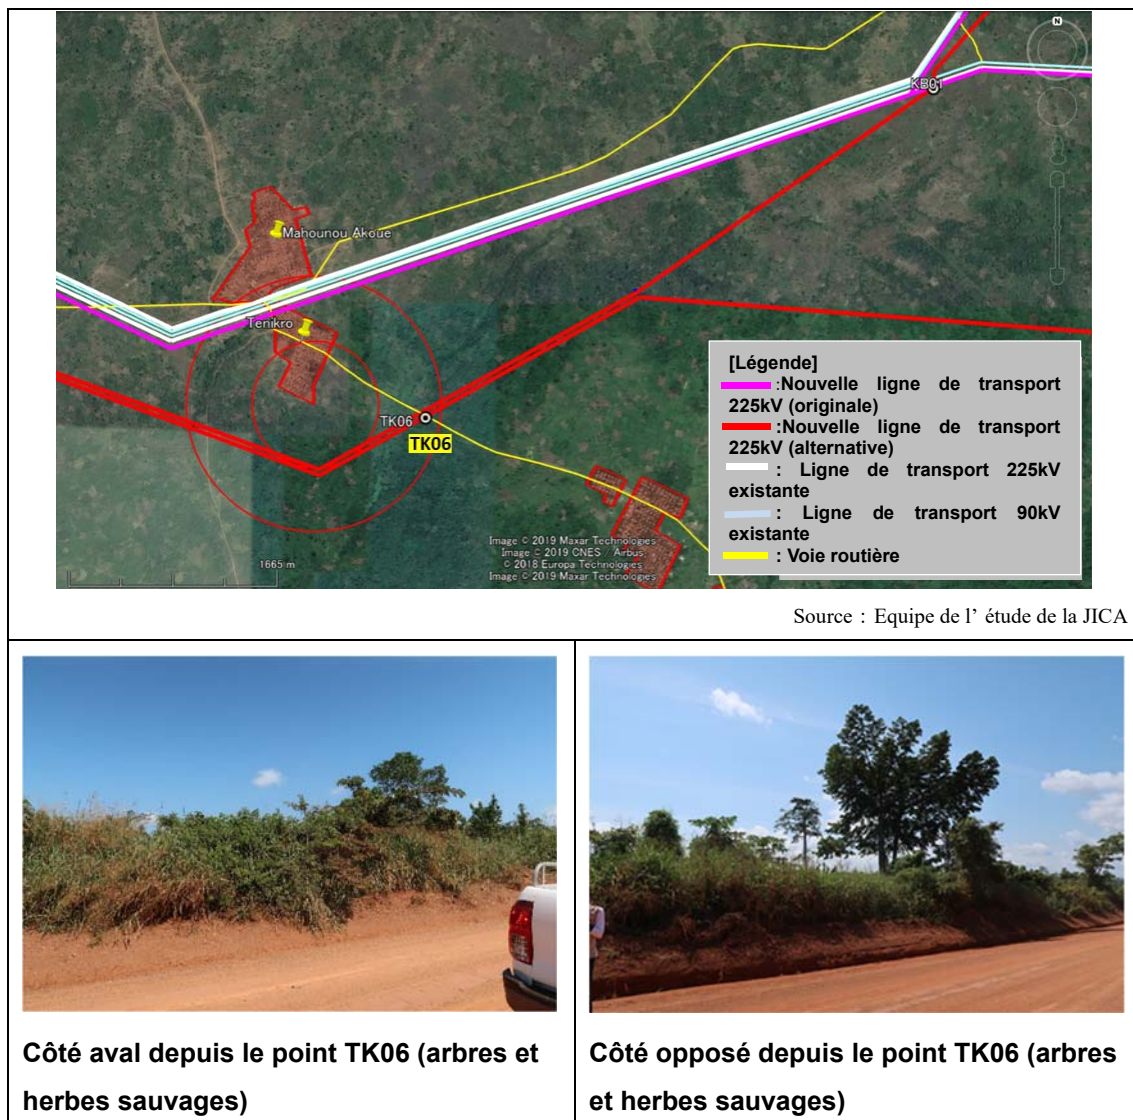 N
KB01
Mahounou Akoue
Tenikro
TK06
TK06
[Légende]
:Nouvelle ligne de transport
225kV (originale)
:Nouvelle ligne de transport
225kV (alternative)
: Ligne de transport 225kV
existante
: Ligne de transport 90kV
existante
: Voie routière
Image © 2019 Maxar Technologies
Image © 2019 CNES / Airbus
© 2018 Europa Technologies
Image © 2019 Maxar Technologies
1665 m
Source : Equipe de l’ étude de la JICA
Côté aval depuis le point TK06 (arbres et
herbes sauvages)
Côté opposé depuis le point TK06 (arbres
et herbes sauvages)